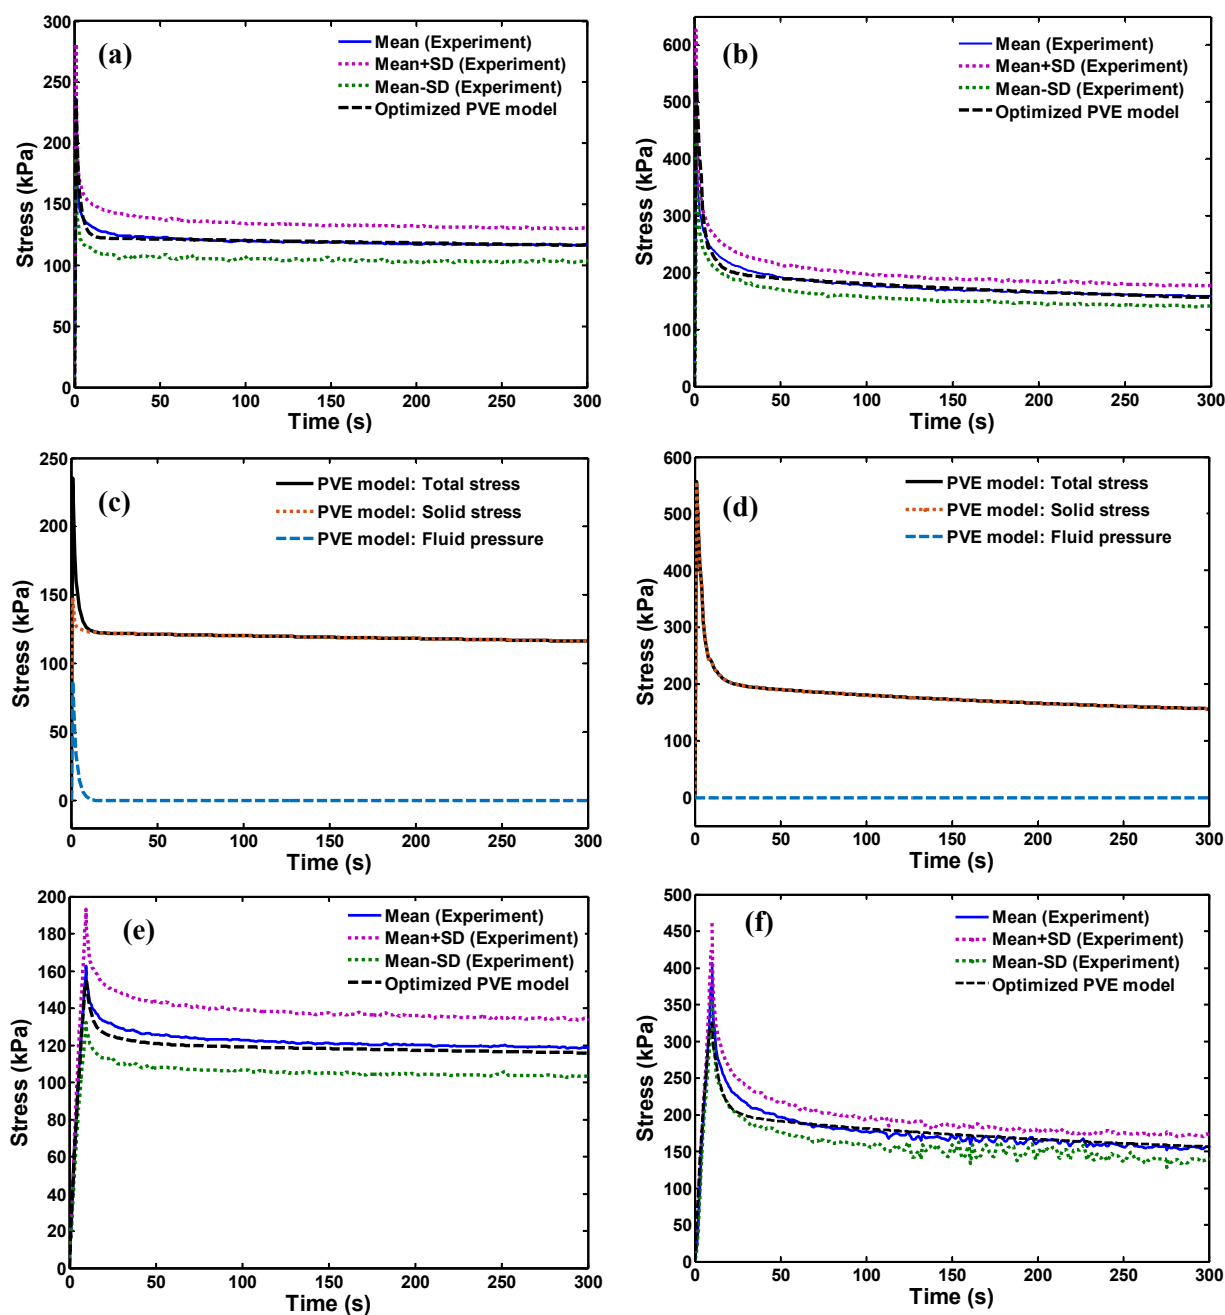 (a)
Mean (Experiment)
Mean+SD (Experiment)
Mean-SD (Experiment)
Optimized PVE model
300
250
200
150
100
50
0
Stress (kPa)
0 50 100 150 200 250 300
Time (s)
(b)
Mean (Experiment)
Mean+SD (Experiment)
Mean-SD (Experiment)
Optimized PVE model
600
500
400
300
200
100
0
Stress (kPa)
0 50 100 150 200 250 300
Time (s)
(c)
PVE model: Total stress
PVE model: Solid stress
PVE model: Fluid pressure
250
200
150
100
50
0
Stress (kPa)
0 50 100 150 200 250 300
Time (s)
(d)
PVE model: Total stress
PVE model: Solid stress
PVE model: Fluid pressure
600
500
400
300
200
100
0
Stress (kPa)
0 50 100 150 200 250 300
Time (s)
(e)
Mean (Experiment)
Mean+SD (Experiment)
Mean-SD (Experiment)
Optimized PVE model
200
180
160
140
120
100
80
60
40
20
0
Stress (kPa)
0 50 100 150 200 250 300
Time (s)
(f)
Mean (Experiment)
Mean+SD (Experiment)
Mean-SD (Experiment)
Optimized PVE model
500
450
400
350
300
250
200
150
100
50
0
Stress (kPa)
0 50 100 150 200 250 300
Time (s)